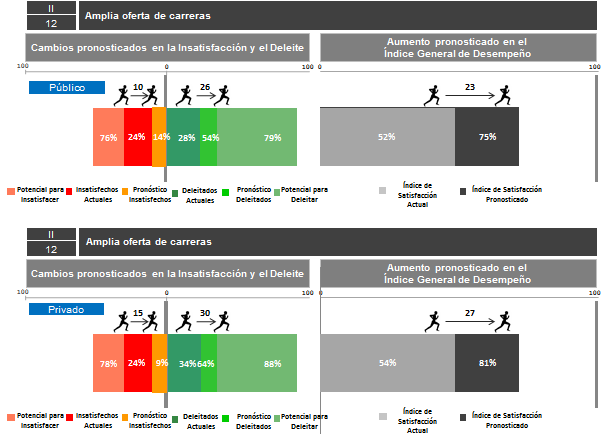 II
12
Amplia oferta de carreras
Cambios pronosticados en la Insatisfacción y el Deleite
Aumento pronosticado en el
Índice General de Desempeño
100 0 100 0 100
Público
10 26 23
76% 24% 14% 28% 54% 79% 52% 75%
Potencial para
Insatisfacer
Insatisfechos
Actuales
Pronóstico
Insatisfechos
Deleitados
Actuales
Pronóstico
Deleitados
Potencial para
Deleitar
Índice de
Satisfacción
Actual
Índice de Satisfacción
Pronosticado
II
12
Amplia oferta de carreras
Cambios pronosticados en la Insatisfacción y el Deleite
Aumento pronosticado en el
Índice General de Desempeño
100 0 100 0 100
Privado
15 30 27
78% 24% 9% 34% 64% 88% 54% 81%
Potencial para
Insatisfacer
Insatisfechos
Actuales
Pronóstico
Insatisfechos
Deleitados
Actuales
Pronóstico
Deleitados
Potencial para
Deleitar
Índice de
Satisfacción
Actual
Índice de Satisfacción
Pronosticado